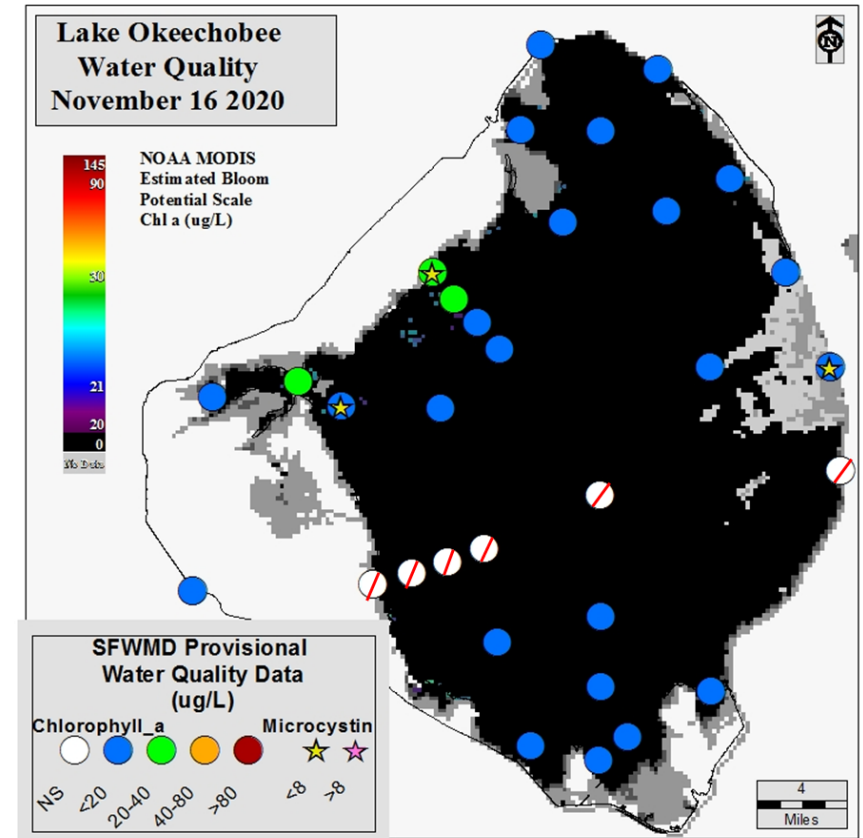 Lake Okeechobee
Water Quality
November 16 2020
N
NOAA MODIS
Estimated Bloom
Potential Scale
Chl a (ug/L)
145
90
30
21
20
0
No Data
SFWMD Provisional
Water Quality Data
(ug/L)
Chlorophyll_a Microcystin
NS <20 20-40 40-80 >80 <8 >8
4
Miles